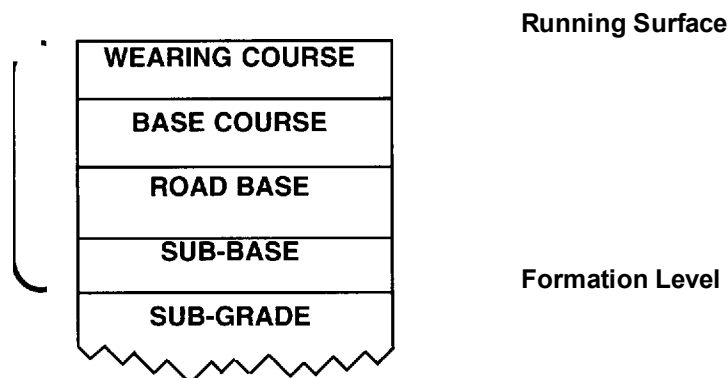 Running Surface
WEARING COURSE
BASE COURSE
ROAD BASE
SUB-BASE
Formation Level
SUB-GRADE